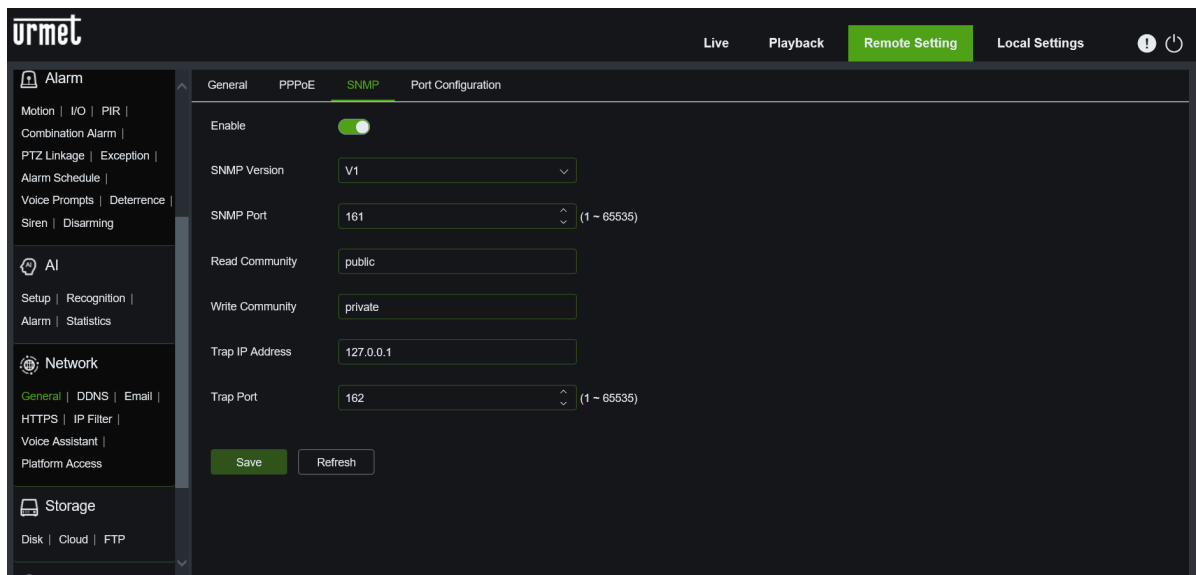 urmet
Live Playback Remote Setting Local Settings
Alarm
Motion | I/O | PIR |
Combination Alarm |
PTZ Linkage | Exception |
Alarm Schedule |
Voice Prompts | Deterrence |
Siren | Disarming
AI
Setup | Recognition |
Alarm | Statistics
Network
General | DDNS | Email |
HTTPS | IP Filter |
Voice Assistant |
Platform Access
Storage
Disk | Cloud | FTP
General PPPoE SNMP Port Configuration
Enable
SNMP Version V1
SNMP Port 161 (1 ~ 65535)
Read Community public
Write Community private
Trap IP Address 127.0.0.1
Trap Port 162 (1 ~ 65535)
Save Refresh